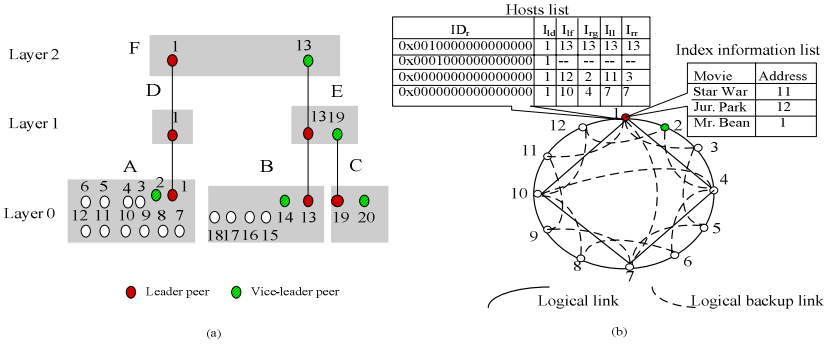 Layer 2
F
1
13
D
E
Layer 1
1
13 19
A
B
C
6 5 4 3 2 1
Layer 0
12 11 10 9 8 7
18 17 16 15
14 13
19 20
Leader peer
Vice-leader peer
(a)
Hosts list
IDr Ild Ilf Irg Ill Irr
0x0010000000000000 1 13 13 13 13
0x0001000000000000 1 -- -- -- --
0x0000000000000000 1 12 2 11 3
0x0000000000000000 1 10 4 7 7
Index information list
Movie Address
Star War 11
Jur. Park 12
Mr. Bean 1
1
12 2
11 3
10 4
9 5
8 6
7
Logical link
Logical backup link
(b)